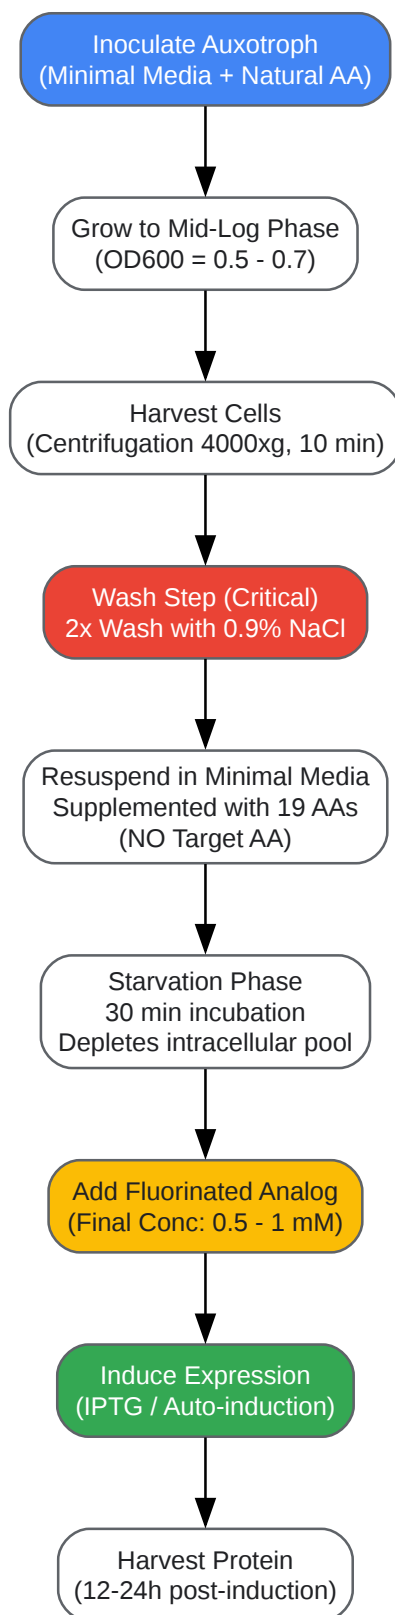 Inoculate Auxotroph
(Minimal Media + Natural AA)
Grow to Mid-Log Phase
(OD600 = 0.5 - 0.7)
Harvest Cells
(Centrifugation 4000xg, 10 min)
Wash Step (Critical)
2x Wash with 0.9% NaCl
Resuspend in Minimal Media
Supplemented with 19 AAs
(NO Target AA)
Starvation Phase
30 min incubation
Depletes intracellular pool
Add Fluorinated Analog
(Final Conc: 0.5 - 1 mM)
Induce Expression
(IPTG / Auto-induction)
Harvest Protein
(12-24h post-induction)